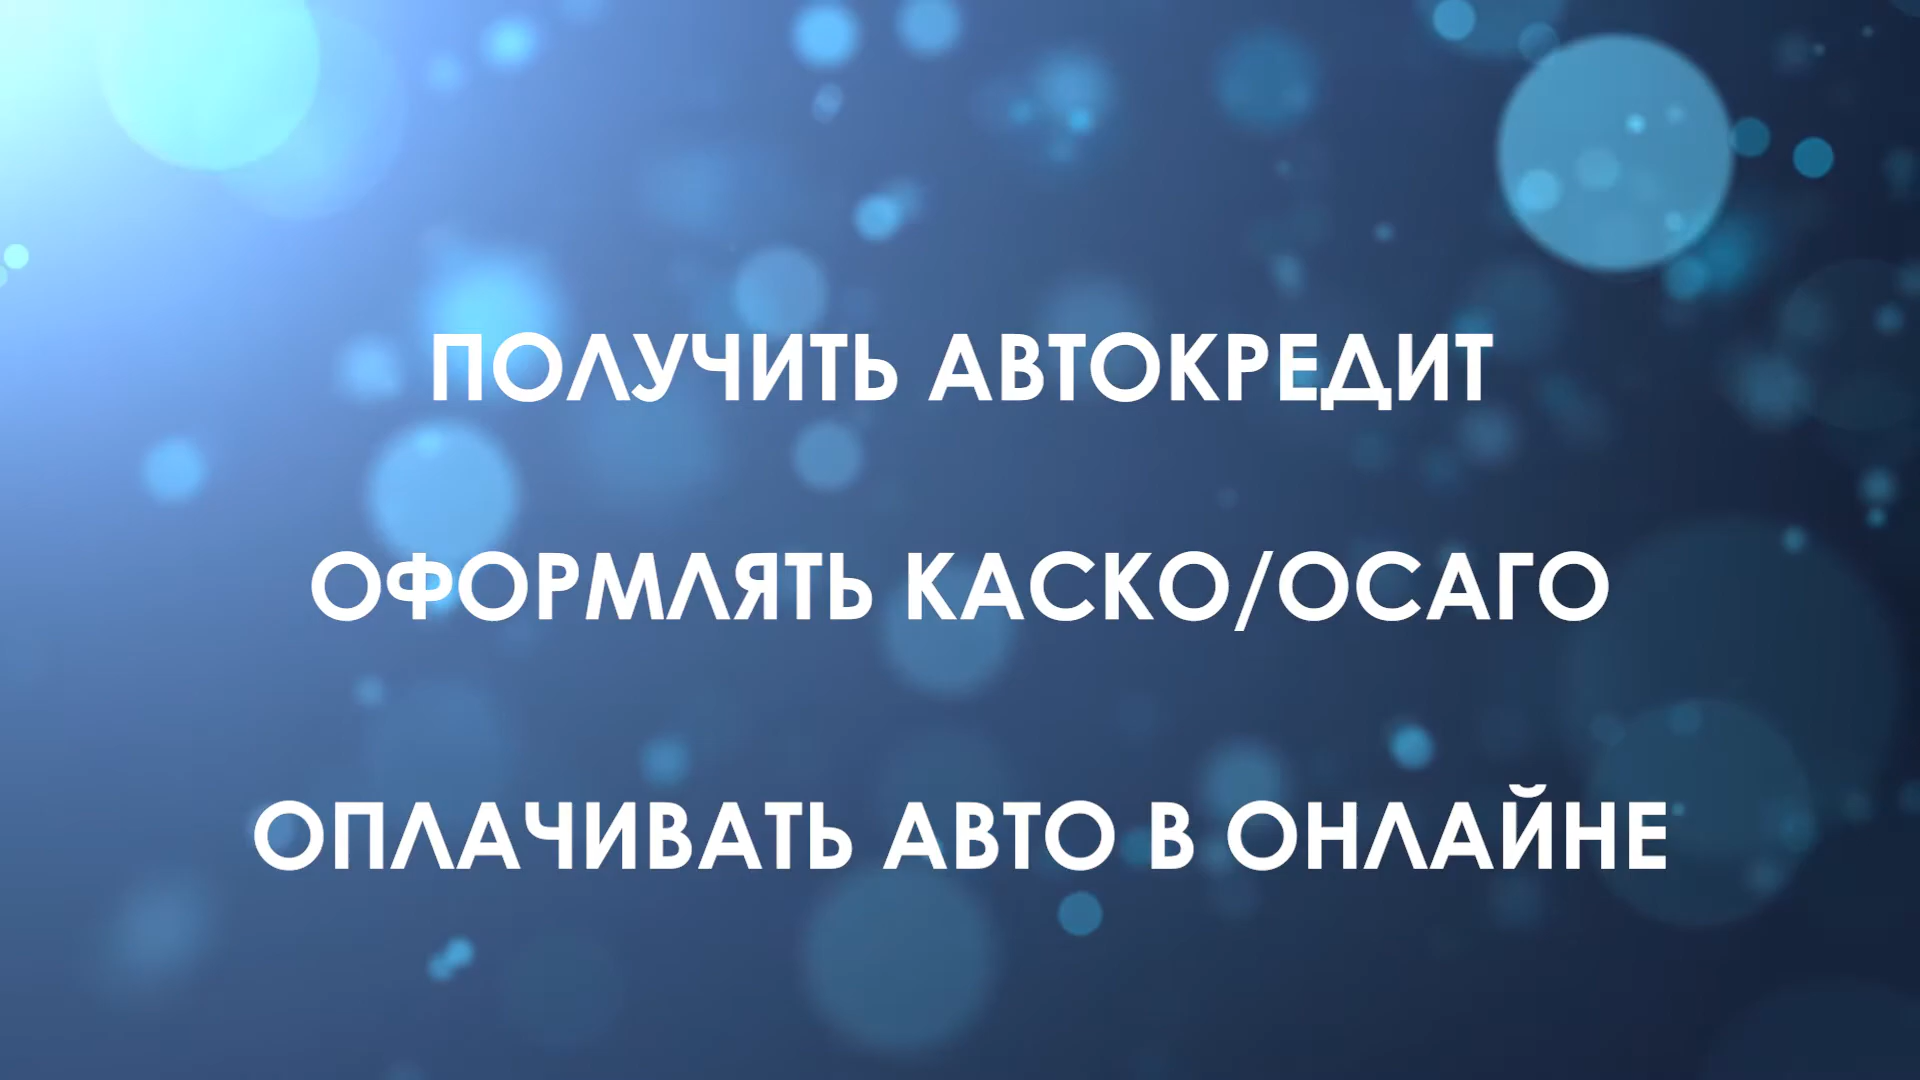 ПОЛУЧИТЬ АВТОКРЕДИТ
ОФОРМЛЯТЬ КАСКО/ОСАГО
ОПЛАЧИВАТЬ АВТО В ОНЛАЙНЕ